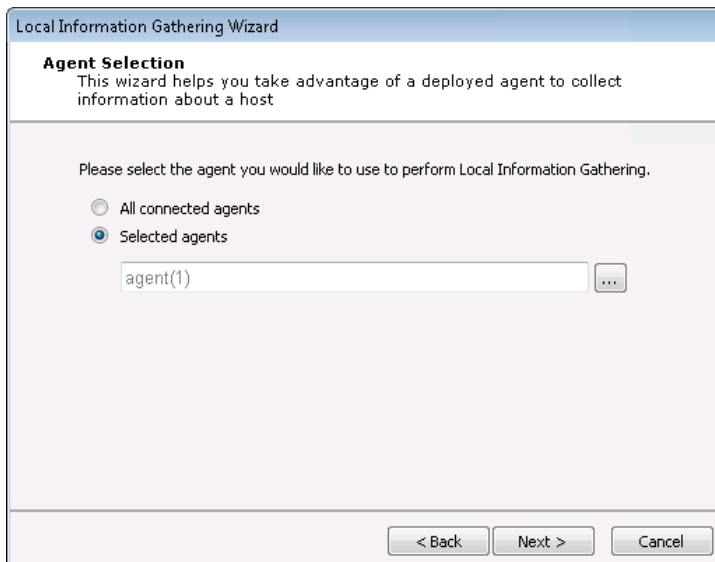 Local Information Gathering Wizard
Agent Selection
This wizard helps you take advantage of a deployed agent to collect
information about a host
Please select the agent you would like to use to perform Local Information Gathering.
All connected agents
Selected agents
agent(1)
...
< Back
Next >
Cancel